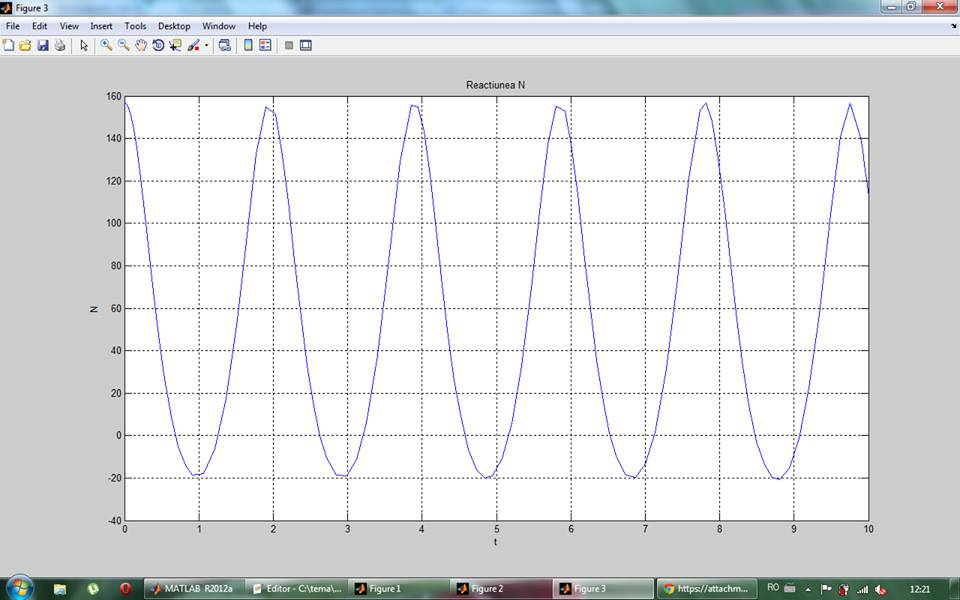 Figure 3
File Edit View Insert Tools Desktop Window Help
Reactiunea N
160
140
120
100
80
60
40
20
0
-20
-40
N
0 1 2 3 4 5 6 7 8 9 10
t
MATLAB R2012a Editor - C:\tema\... Figure 1 Figure 2 Figure 3 https://attachm... RO 12:21